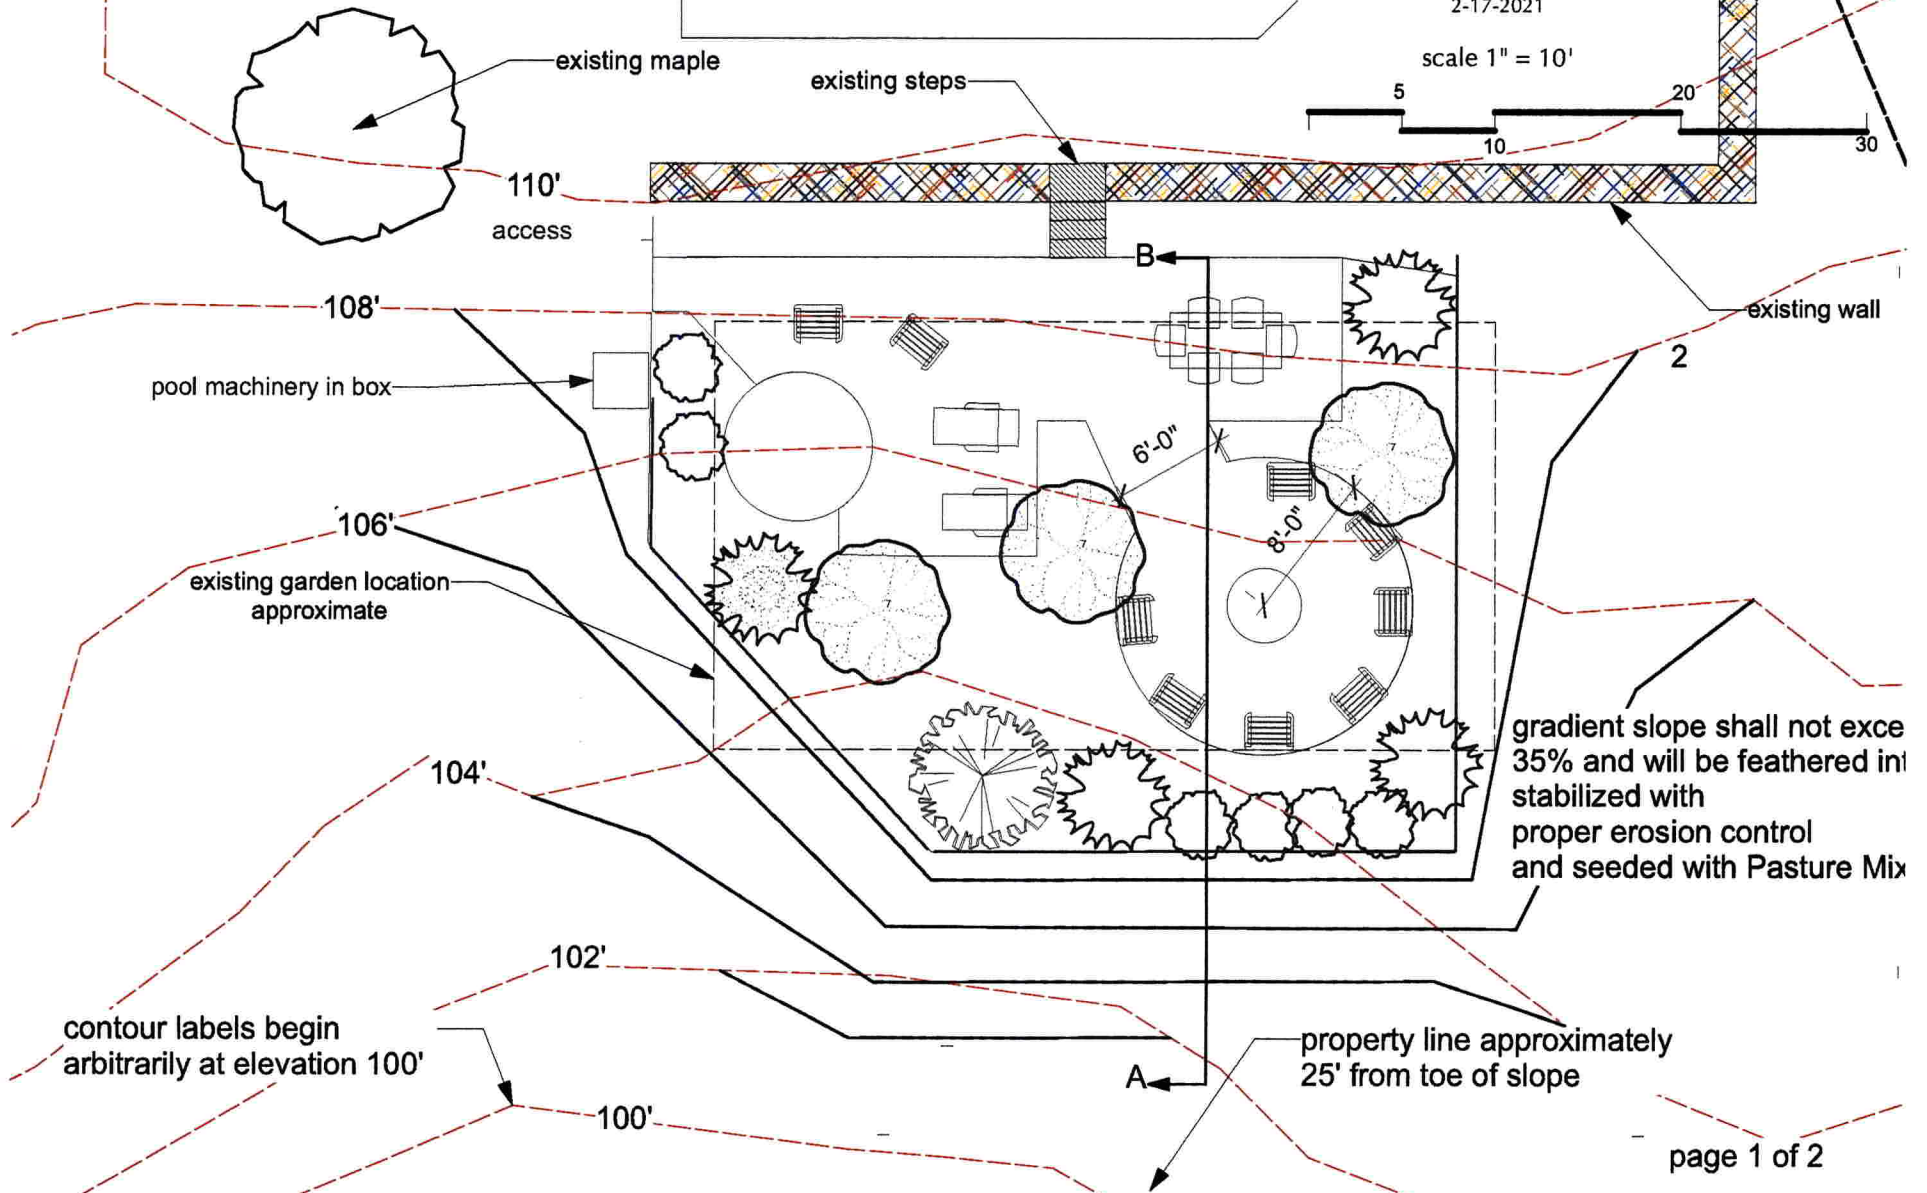 2-17-2021
scale 1" = 10'
5
20
10
30
existing maple
existing steps
110'
access
B
108'
existing wall
2
pool machinery in box
6'-0"
7
106'
8'-0"
7
existing garden location
approximate
7
gradient slope shall not exce
35% and will be feathered int
stabilized with
proper erosion control
and seeded with Pasture Mix
104'
102'
contour labels begin
arbitrarily at elevation 100'
property line approximately
25' from toe of slope
A
100'
page 1 of 2